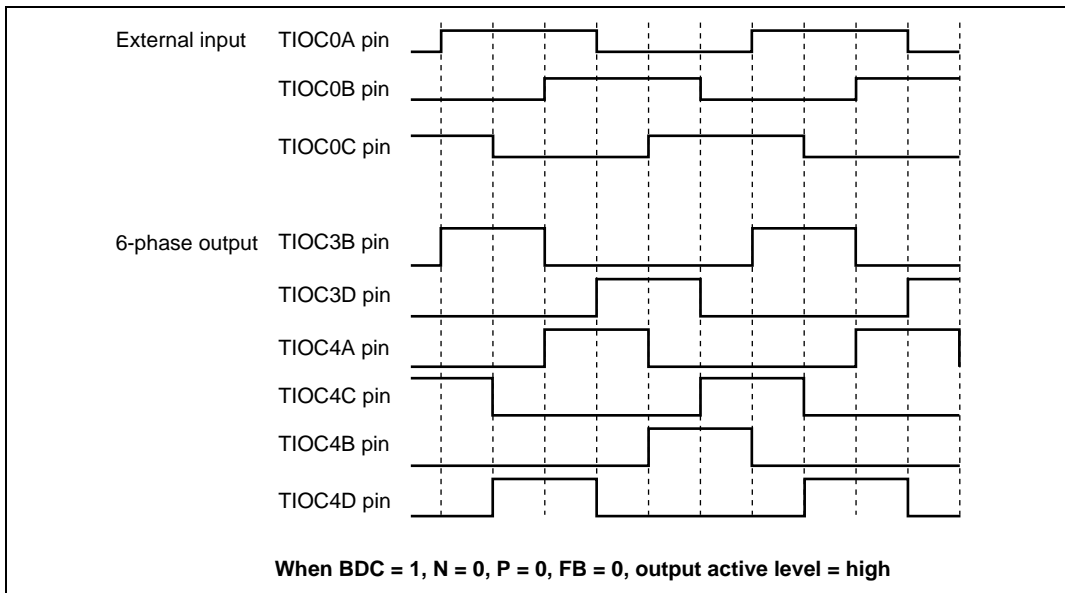 External input TIOC0A pin
TIOC0B pin
TIOC0C pin
6-phase output TIOC3B pin
TIOC3D pin
TIOC4A pin
TIOC4C pin
TIOC4B pin
TIOC4D pin
When BDC = 1, N = 0, P = 0, FB = 0, output active level = high